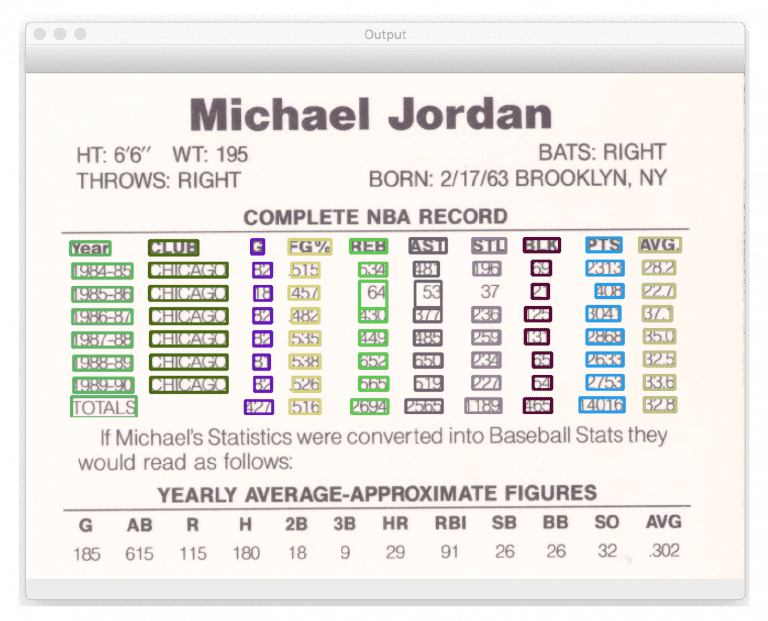 Output
Michael Jordan
HT: 6'6″ WT: 195 BATS: RIGHT
THROWS: RIGHT BORN: 2/17/63 BROOKLYN, NY
COMPLETE NBA RECORD
Year CLUB G FG% REB AST STL BLK PTS AVG.
1984-85 CHICAGO 82 .515 534 481 196 69 2313 28.2
1985-86 CHICAGO 18 .457 64 53 37 21 408 22.7
1986-87 CHICAGO 82 .482 430 377 236 125 3041 37.1
1987-88 CHICAGO 82 .535 449 485 259 131 2868 35.0
1988-89 CHICAGO 81 .538 652 650 234 65 2633 32.5
1989-90 CHICAGO 82 .526 565 519 227 54 2753 33.6
TOTALS 427 .516 2694 2565 1189 465 14016 32.8
If Michael's Statistics were converted into Baseball Stats they
would read as follows:
YEARLY AVERAGE-APPROXIMATE FIGURES
G AB R H 2B 3B HR RBI SB BB SO AVG
185 615 115 180 18 9 29 91 26 26 32 .302